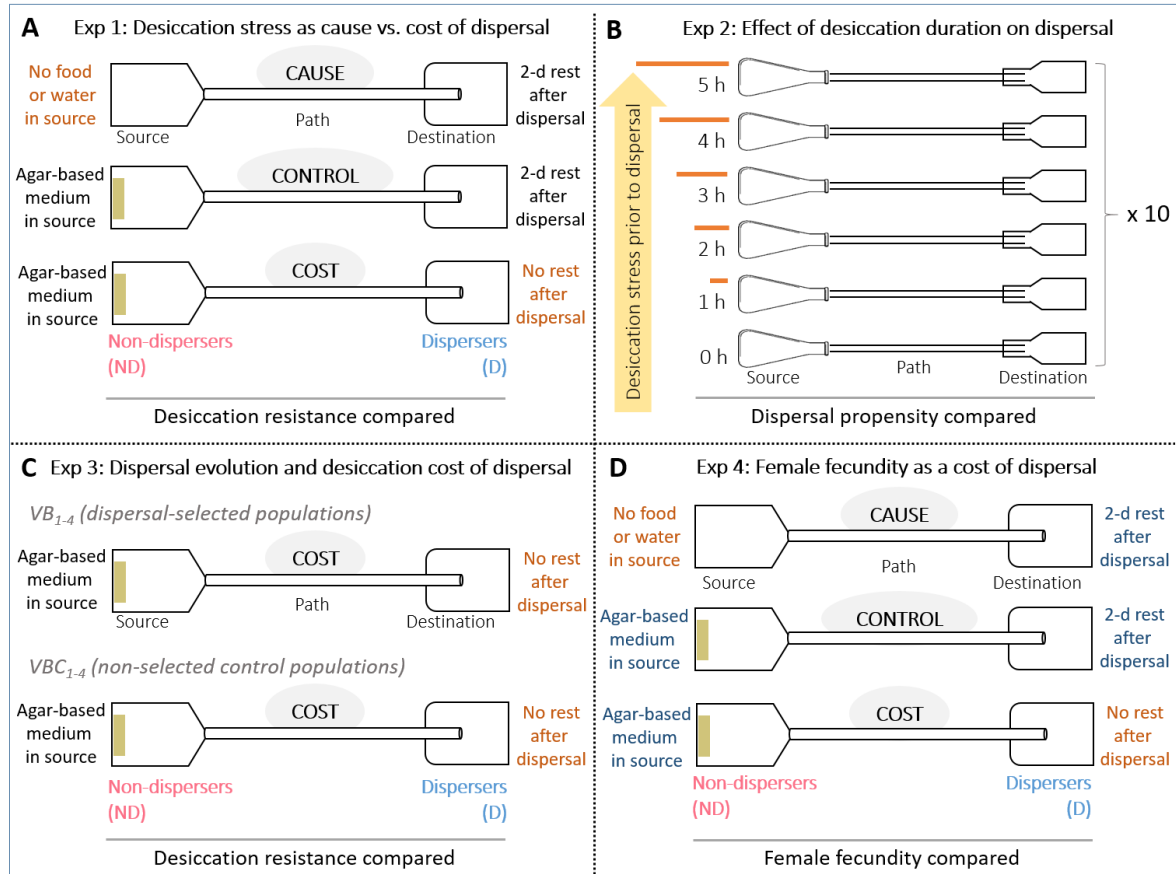 A Exp 1: Desiccation stress as cause vs. cost of dispersal
No food
or water
in source
CAUSE
2-d rest
after
dispersal
Source
Path
Destination
Agar-based
medium
in source
CONTROL
2-d rest
after
dispersal
Agar-based
medium
in source
COST
No rest
after
dispersal
Non-dispersers
(ND)
Dispersers
(D)
Desiccation resistance compared
B Exp 2: Effect of desiccation duration on dispersal
Desiccation stress prior to dispersal
5 h
4 h
3 h
2 h
1 h
0 h
x 10
Source
Path
Destination
Dispersal propensity compared
C Exp 3: Dispersal evolution and desiccation cost of dispersal
VB1-4 (dispersal-selected populations)
Agar-based
medium
in source
COST
No rest
after
dispersal
Source
Path
Destination
VBC1-4 (non-selected control populations)
Agar-based
medium
in source
COST
No rest
after
dispersal
Non-dispersers
(ND)
Dispersers
(D)
Desiccation resistance compared
D Exp 4: Female fecundity as a cost of dispersal
No food
or water
in source
CAUSE
2-d rest
after
dispersal
Source
Path
Destination
Agar-based
medium
in source
CONTROL
2-d rest
after
dispersal
Agar-based
medium
in source
COST
No rest
after
dispersal
Non-dispersers
(ND)
Dispersers
(D)
Female fecundity compared